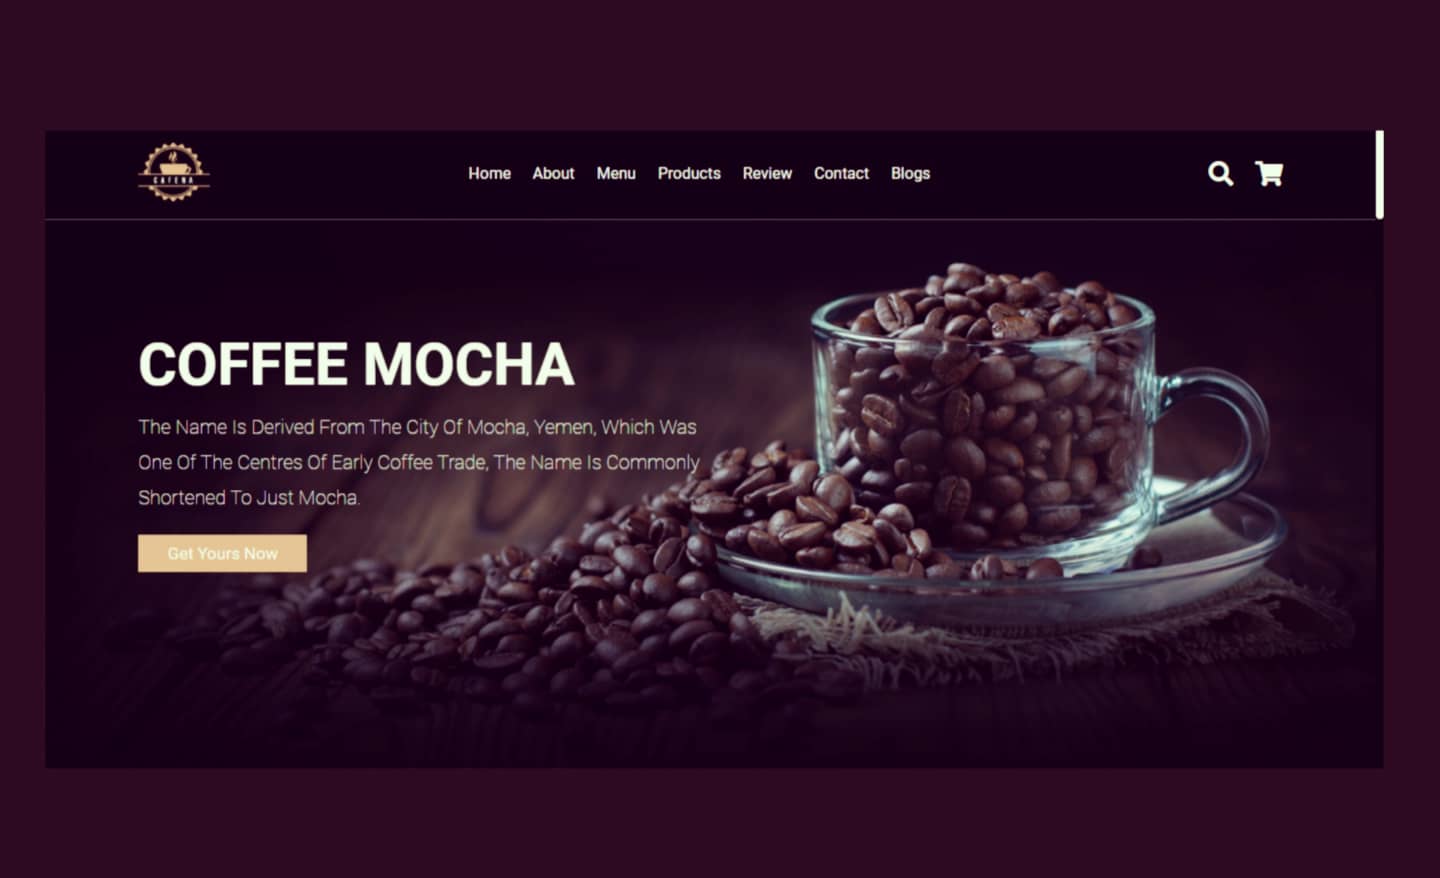 CAFENA
Home About Menu Products Review Contact Blogs
COFFEE MOCHA
The Name Is Derived From The City Of Mocha, Yemen, Which Was
One Of The Centres Of Early Coffee Trade, The Name Is Commonly
Shortened To Just Mocha.
Get Yours Now